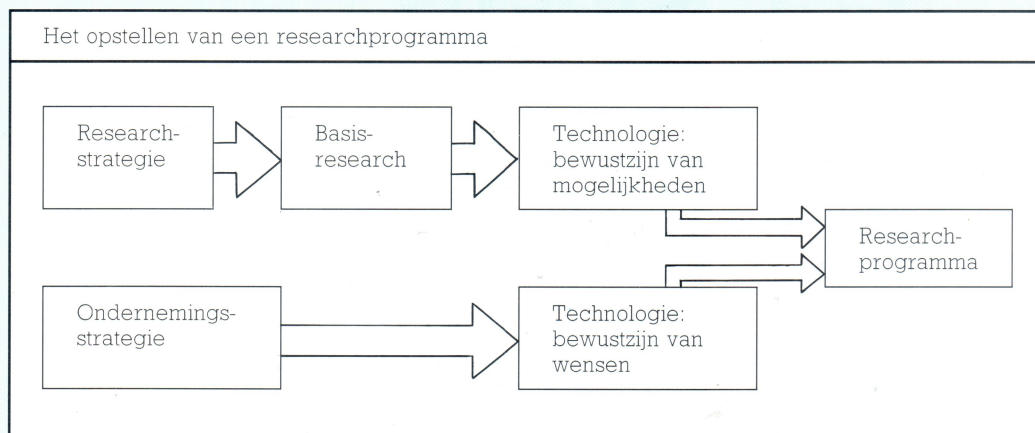 Het opstellen van een researchprogramma
Research-
strategie
Basis-
research
Technologie:
bewustzijn van
mogelijkheden
Research-
programma
Ondernemings-
strategie
Technologie:
bewustzijn van
wensen